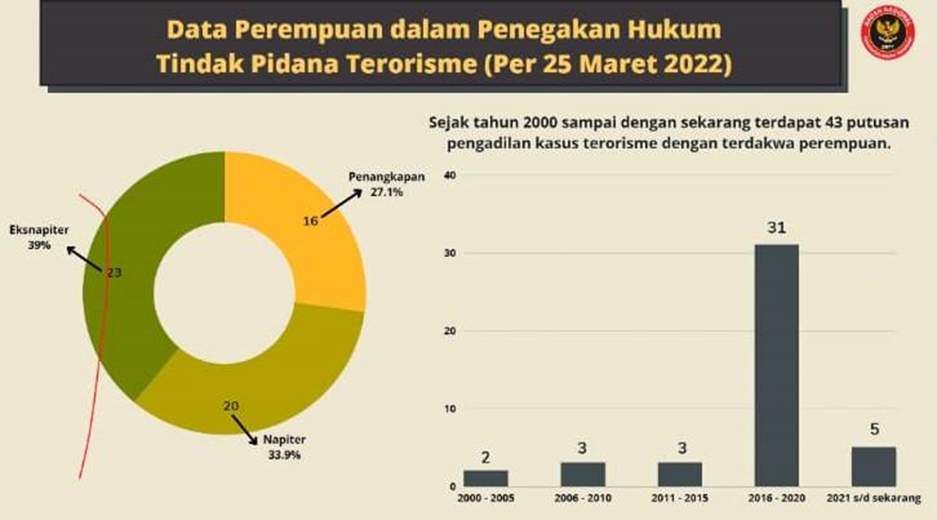 Data Perempuan dalam Penegakan Hukum
Tindak Pidana Terorisme (Per 25 Maret 2022)
BADAN NASIONAL
Sejak tahun 2000 sampai dengan sekarang terdapat 43 putusan
pengadilan kasus terorisme dengan terdakwa perempuan.
Penangkapan
27.1%
16
Eksnapiter
39%
23
20
Napiter
33.9%
40
30
20
10
0
2
3
3
31
5
2000 - 2005
2006 - 2010
2011 - 2015
2016 - 2020
2021 s/d sekarang